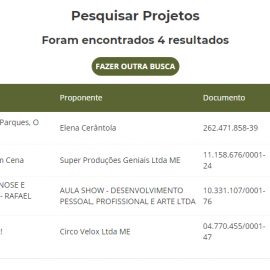 Pesquisar Projetos
Foram encontrados 4 resultados
FAZER OUTRA BUSCA
Proponente Documento
Parques, O
Elena Cerântola 262.471.858-39
m Cena Super Produções Geniais Ltda ME 11.158.676/0001-
24
NOSE E
- RAFAEL
AULA SHOW - DESENVOLVIMENTO
PESSOAL, PROFISSIONAL E ARTE LTDA
10.331.107/0001-
76
! Circo Velox Ltda ME 04.770.455/0001-
47